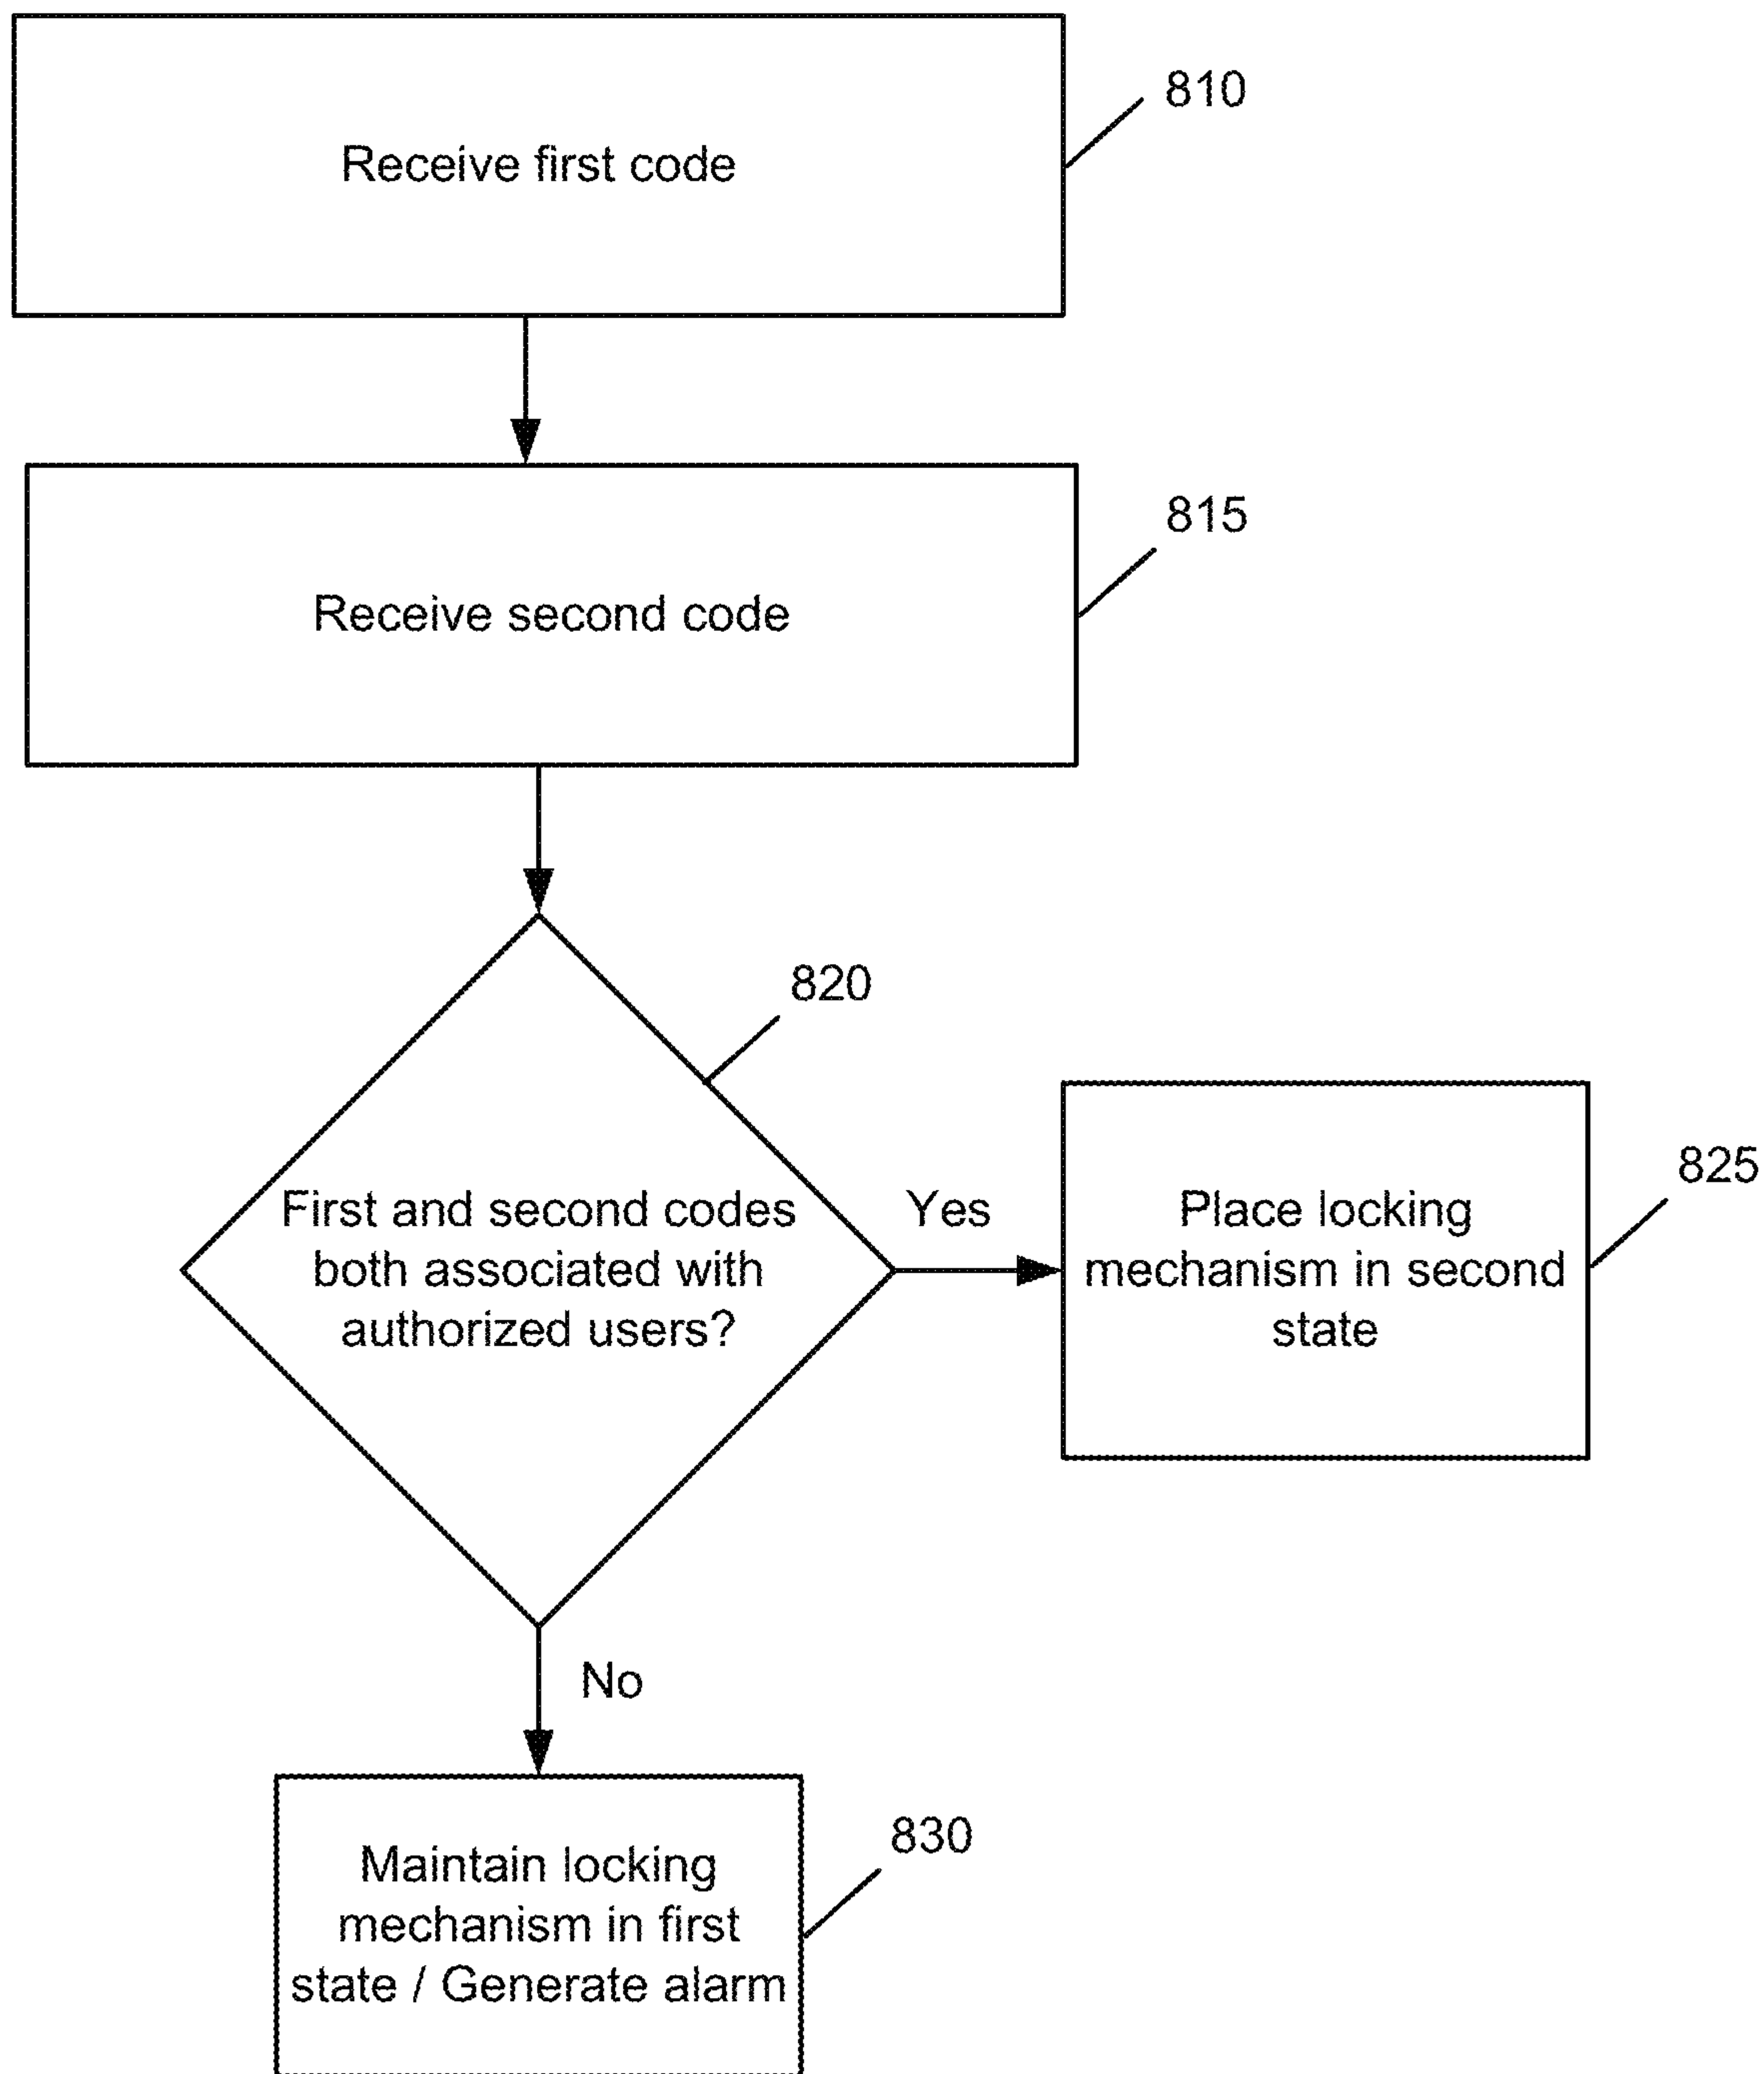 810
Receive first code
815
Receive second code
820
First and second codes
both associated with
authorized users?
Yes
825
Place locking
mechanism in second
state
No
830
Maintain locking
mechanism in first
state / Generate alarm